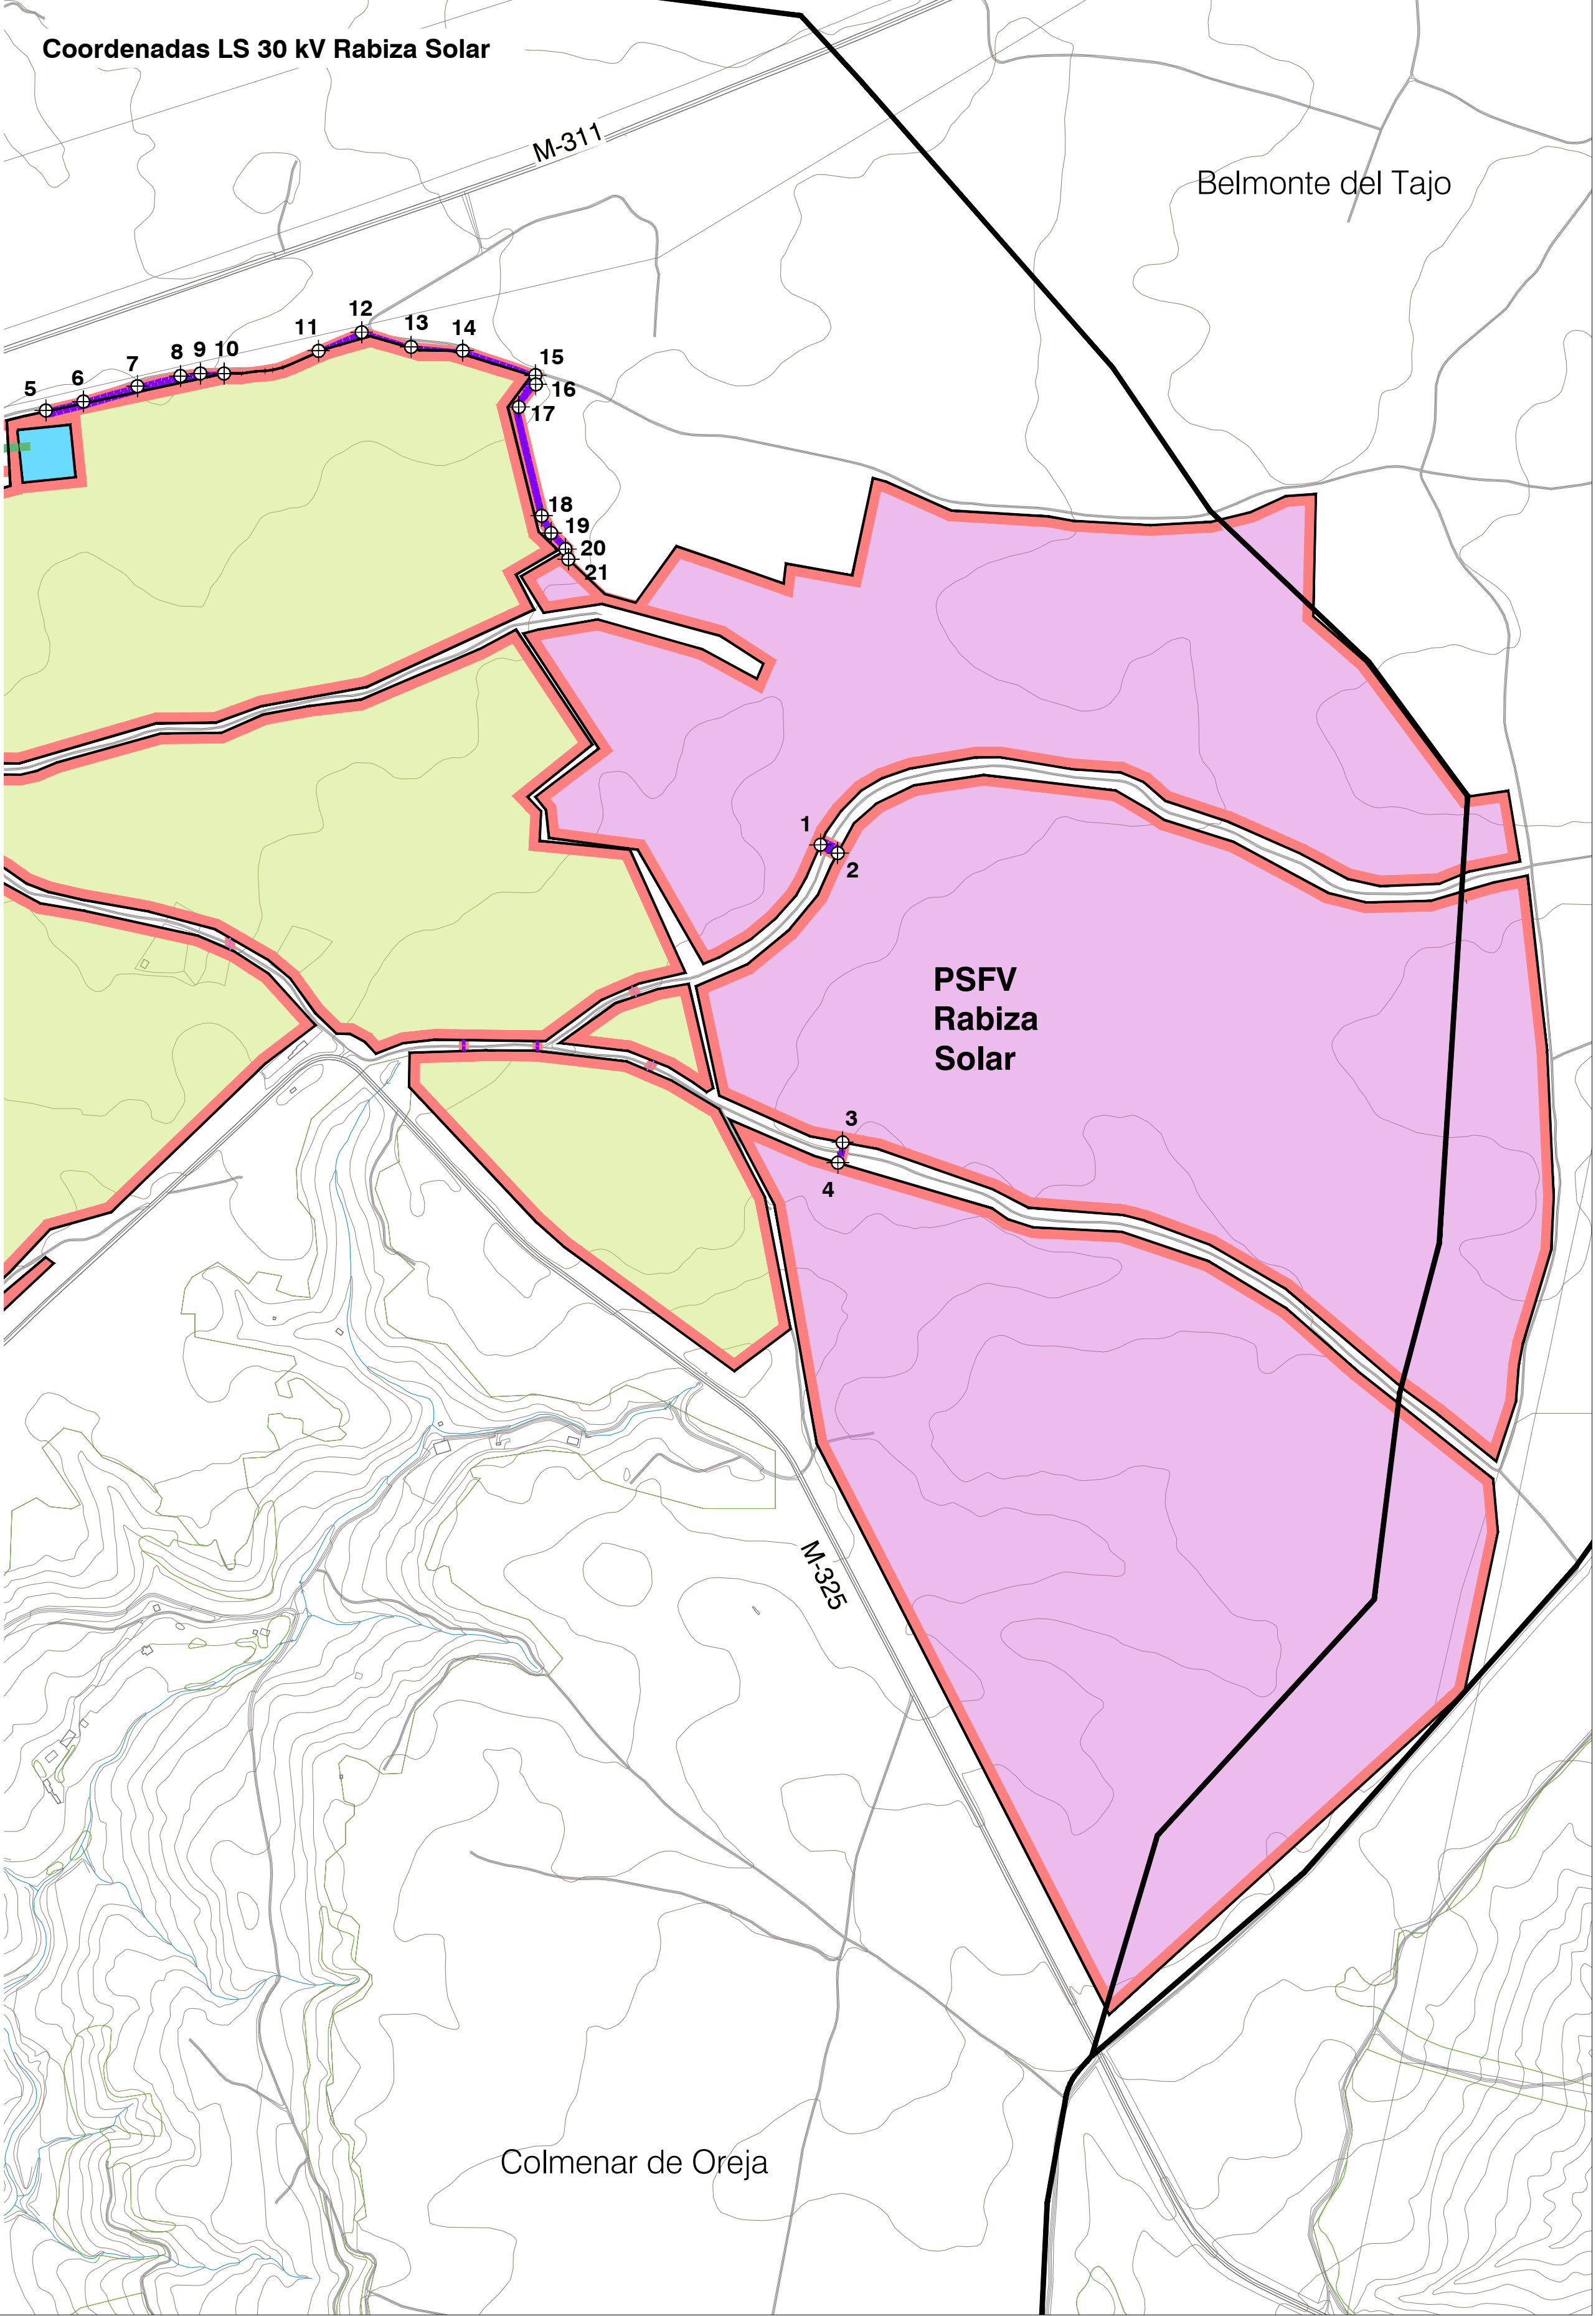 Coordenadas LS 30 kV Rabiza Solar
M-311
Belmonte del Tajo
12
11
13
14
15
16
17
5
6
7
8
9
10
18
19
20
21
1
2
PSFV
Rabiza
Solar
3
4
M-325
Colmenar de Oreja